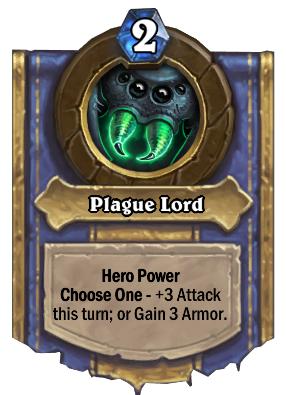 2
Plague Lord
Hero Power
Choose One - +3 Attack
this turn; or Gain 3 Armor.